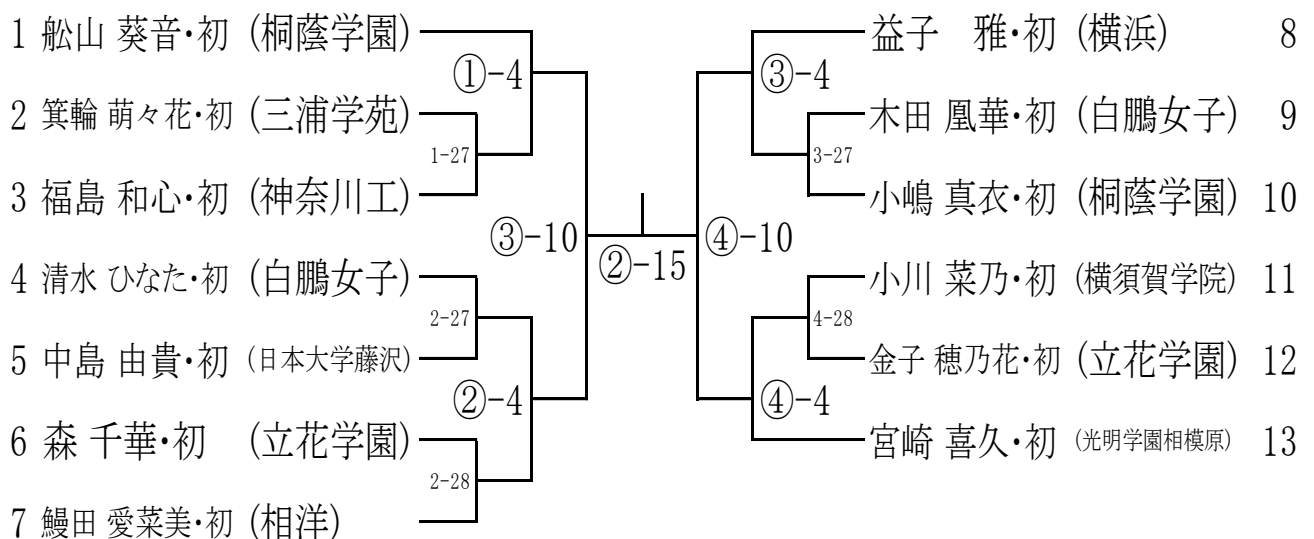 1 舩山 葵音・初 (桐蔭学園)
①-4
2 箕輪 萌々花・初 (三浦学苑)
1-27
3 福島 和心・初 (神奈川工)
③-10
4 清水 ひなた・初 (白鵬女子)
2-27
5 中島 由貴・初 (日本大学藤沢)
②-4
6 森 千華・初 (立花学園)
2-28
7 鰻田 愛菜美・初 (相洋)
②-15
益子 雅・初 (横浜) 8
③-4
木田 凰華・初 (白鵬女子) 9
3-27
小嶋 真衣・初 (桐蔭学園) 10
④-10
小川 菜乃・初 (横須賀学院) 11
4-28
金子 穂乃花・初 (立花学園) 12
④-4
宮崎 喜久・初 (光明学園相模原) 13